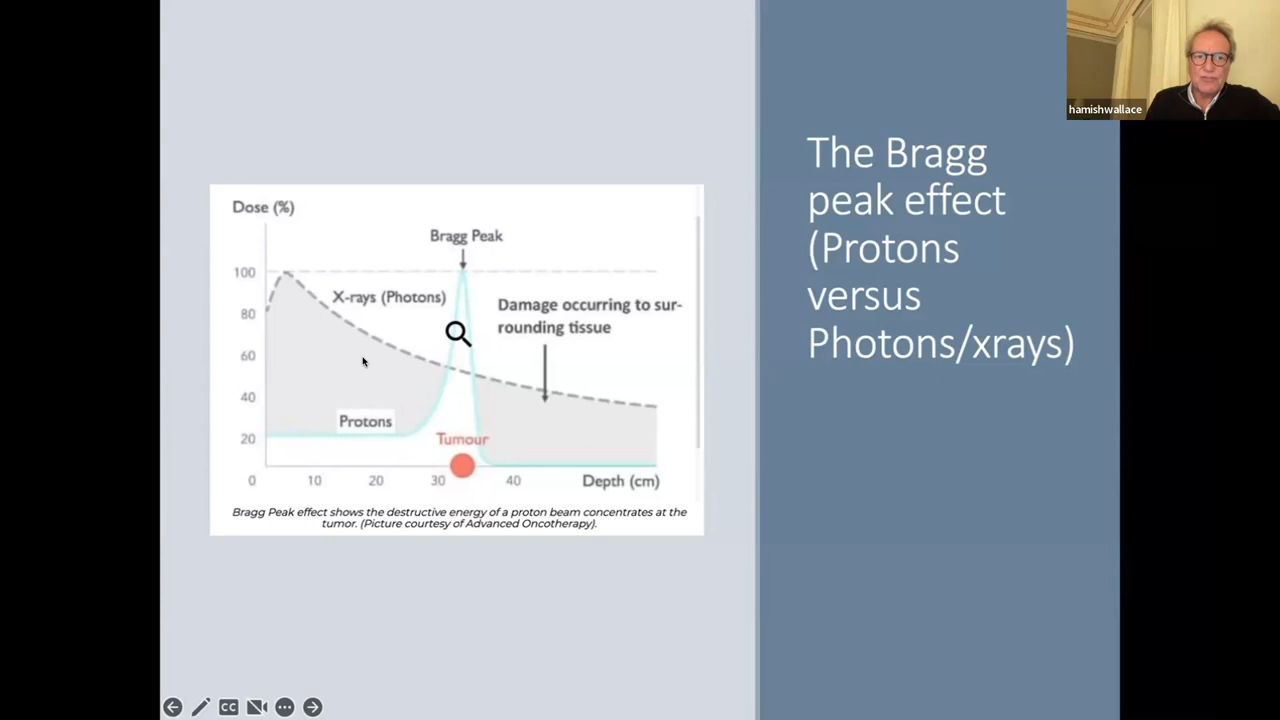 hamishwallace
The Bragg
peak effect
(Protons
versus
Photons/xrays)
Dose (%)
Bragg Peak
100
X-rays (Photons)
Damage occurring to sur-
rounding tissue
80
60
40
Protons
20
Tumour
0 10 20 30 40 Depth (cm)
Bragg Peak effect shows the destructive energy of a proton beam concentrates at the
tumor. (Picture courtesy of Advanced Oncotherapy).
CC